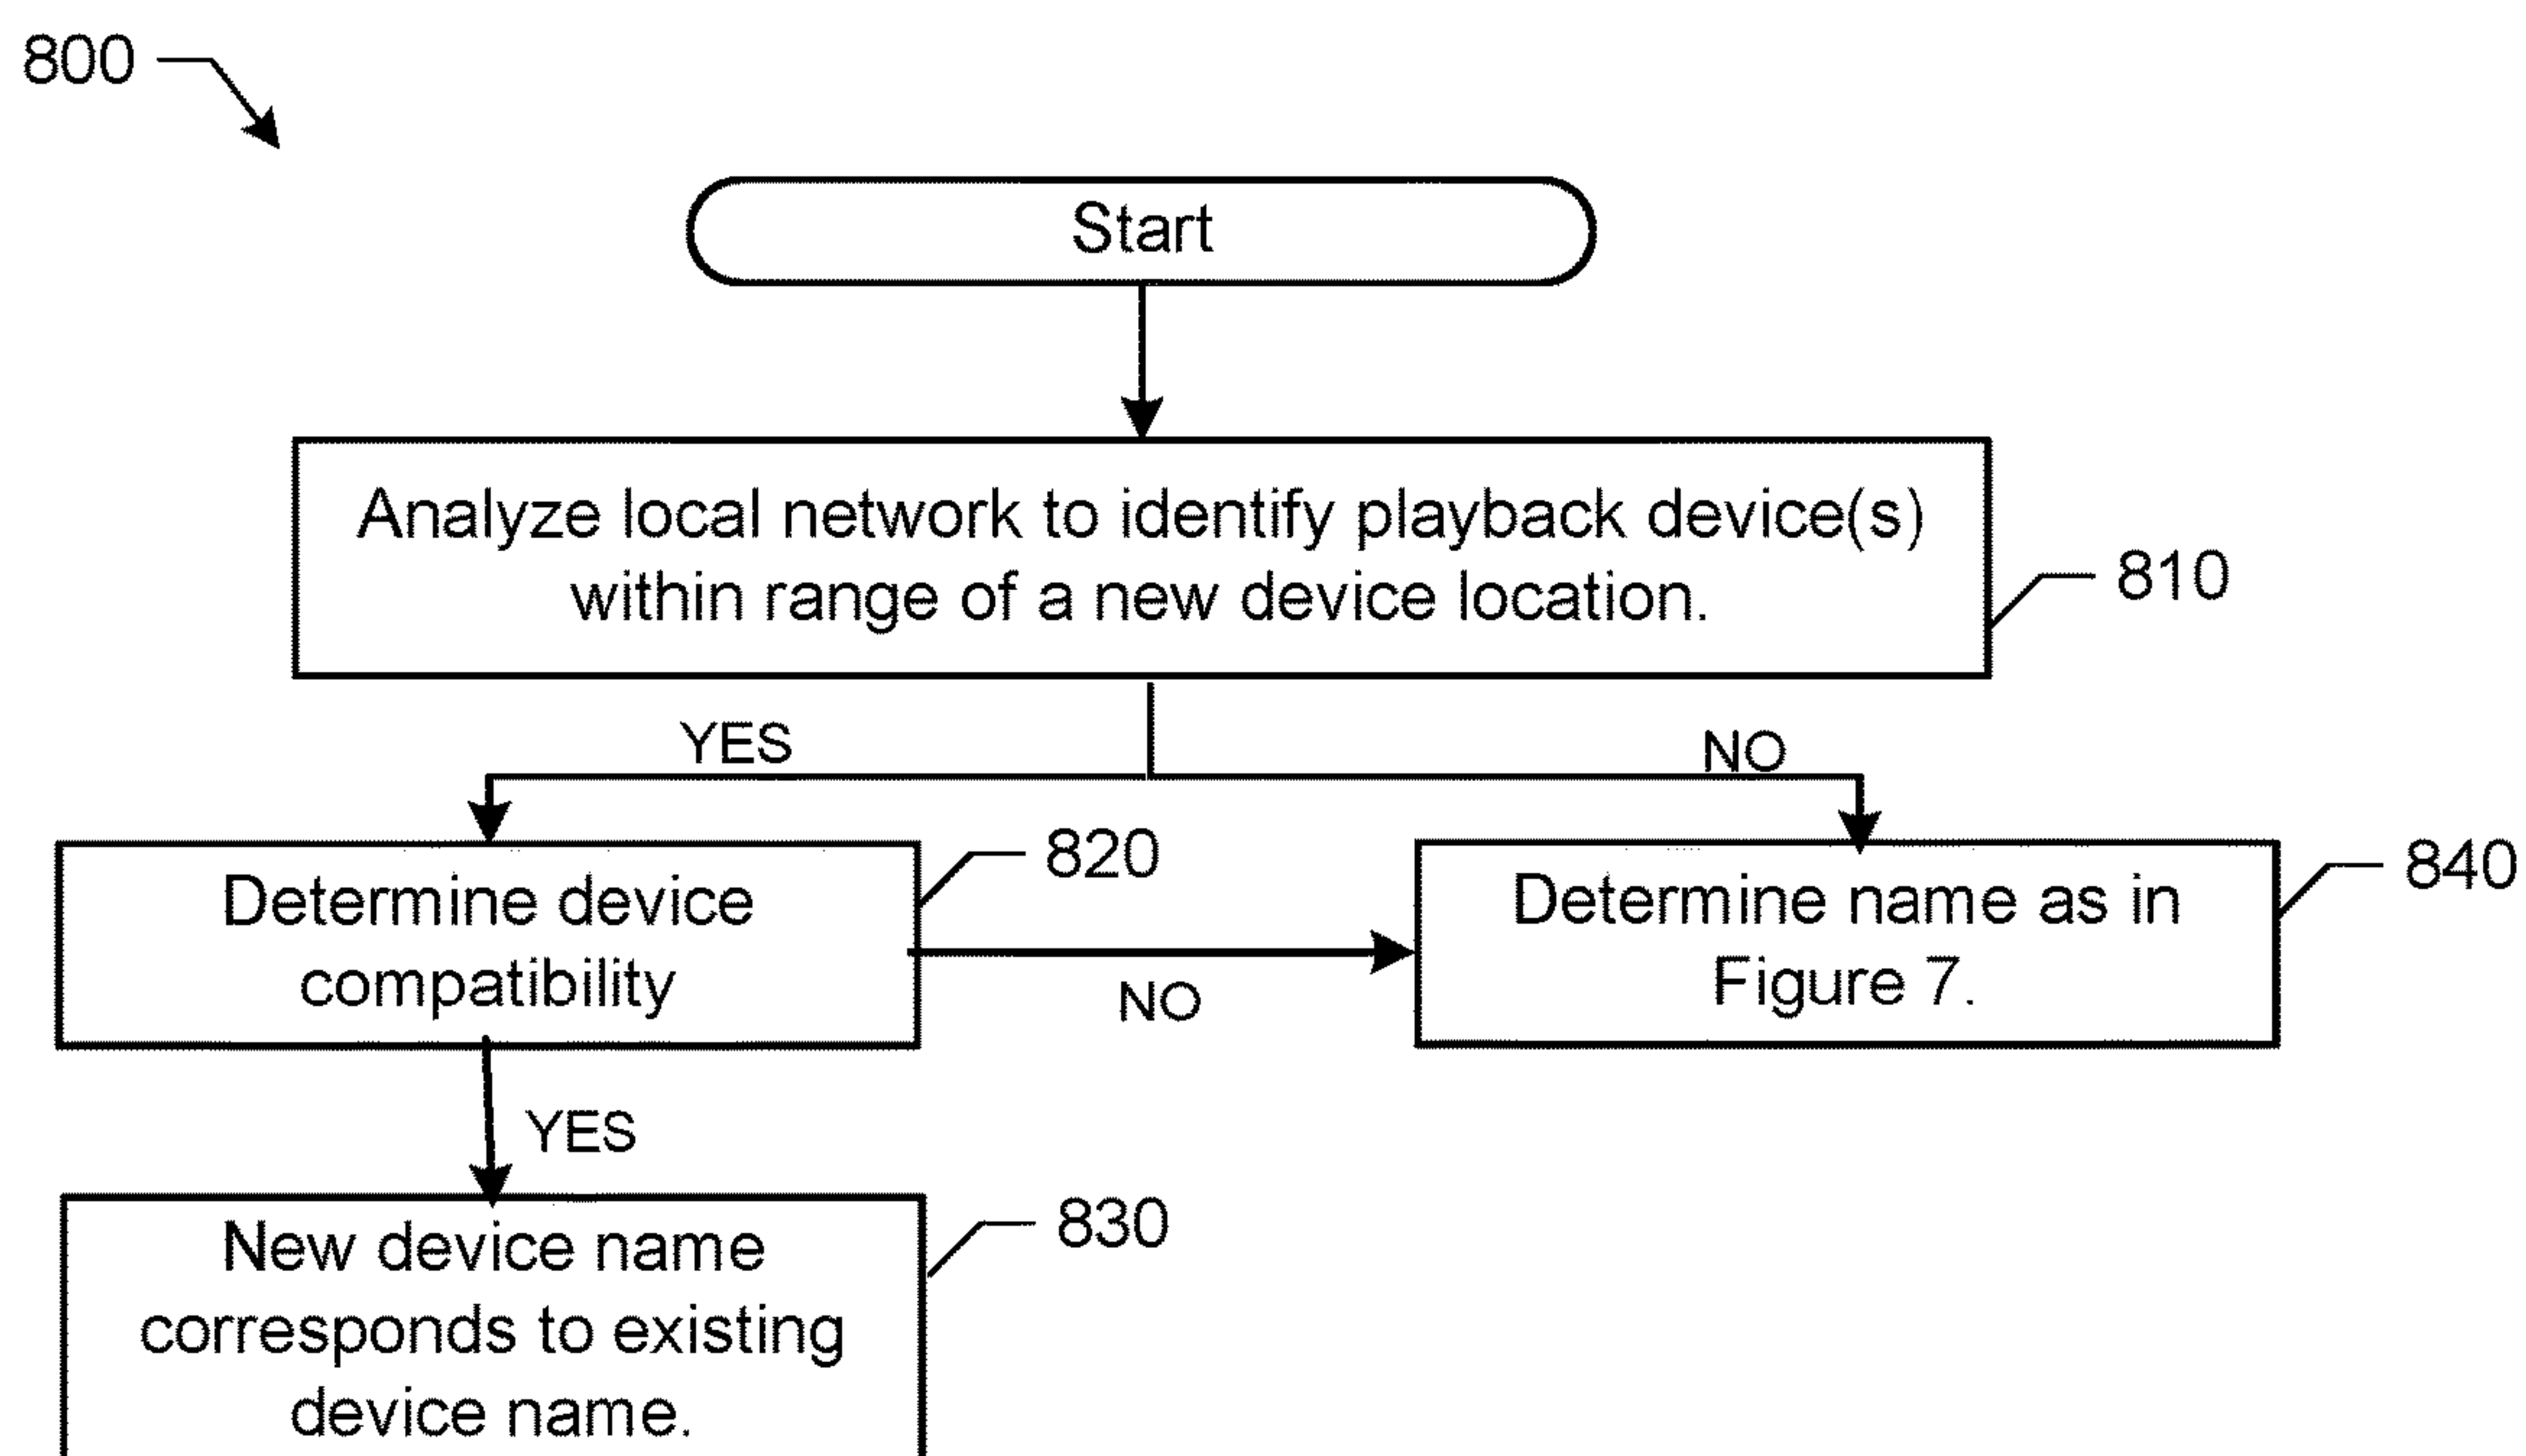 800
Start
Analyze local network to identify playback device(s)
within range of a new device location.
810
YES
NO
Determine device
compatibility
820
Determine name as in
Figure 7.
840
NO
YES
New device name
corresponds to existing
device name.
830